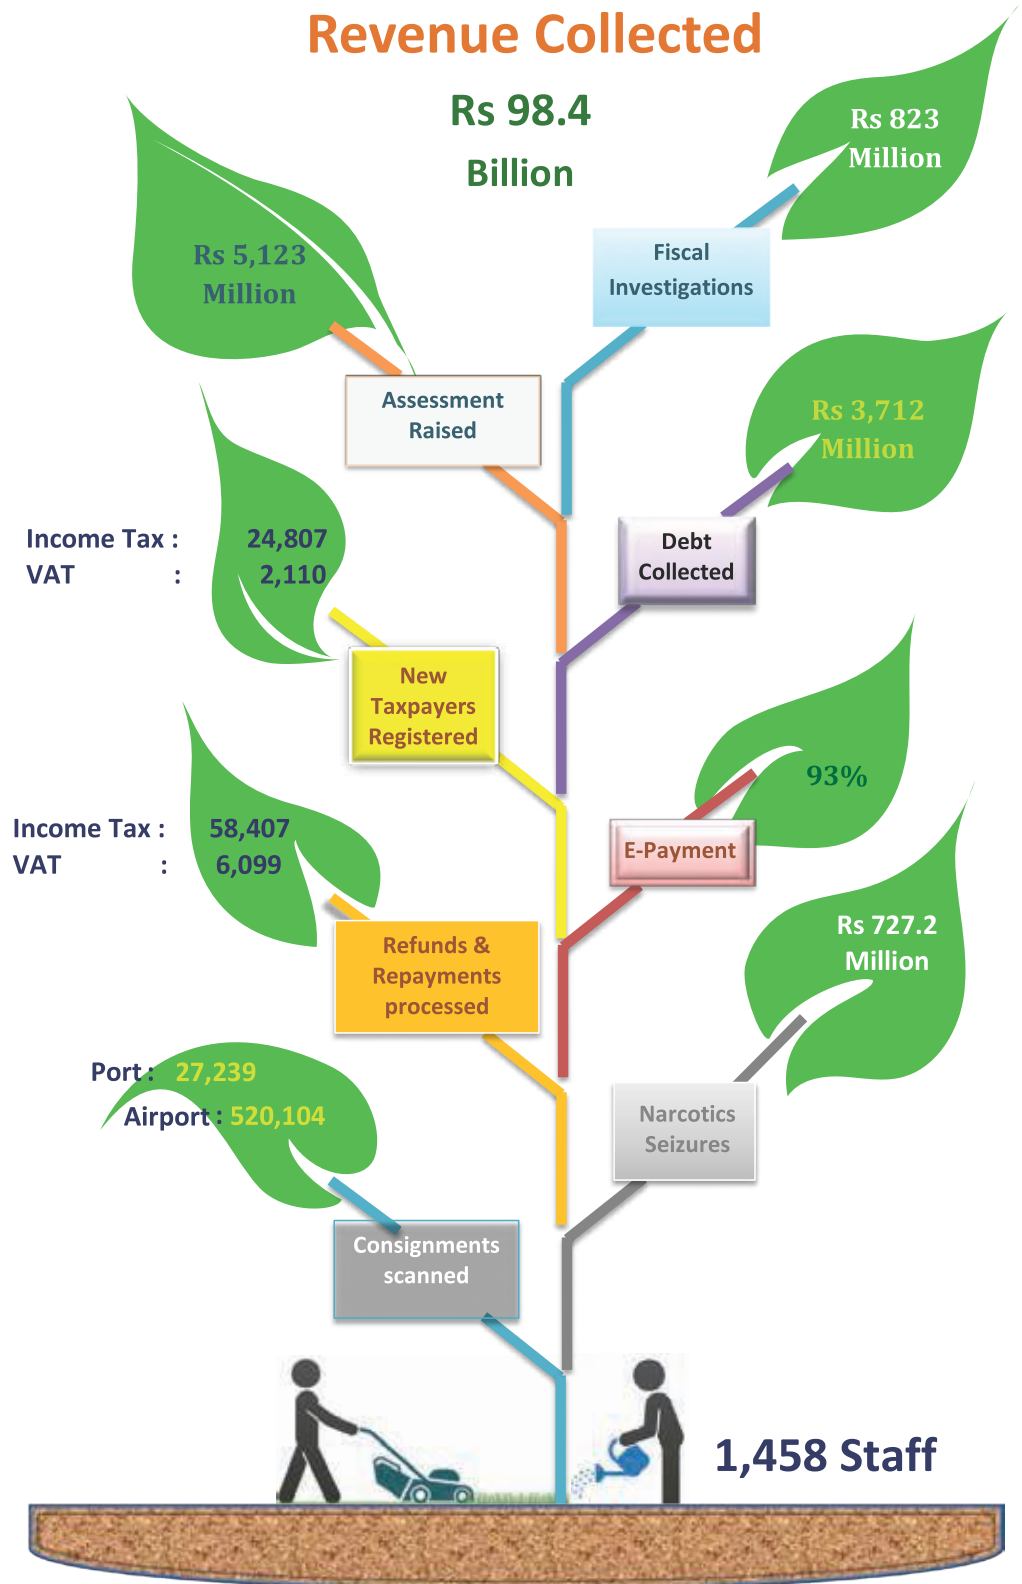 Revenue Collected
Rs 98.4
Billion
Rs 823
Million
Fiscal
Investigations
Rs 5,123
Million
Assessment
Raised
Rs 3,712
Million
Debt
Collected
Income Tax : 24,807
VAT : 2,110
New
Taxpayers
Registered
93%
E-Payment
Income Tax : 58,407
VAT : 6,099
Refunds &
Repayments
processed
Rs 727.2
Million
Narcotics
Seizures
Port : 27,239
Airport : 520,104
Consignments
scanned
1,458 Staff